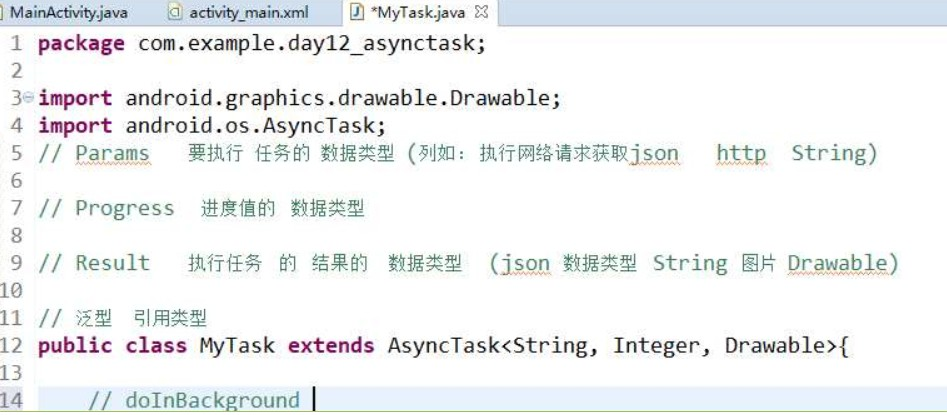 MainActivity.java activity_main.xml *MyTask.java
1 package com.example.day12_asynctask;
2
3 import android.graphics.drawable.Drawable;
4 import android.os.AsyncTask;
5 // Params 要执行 任务的 数据类型 (列如：执行网络请求获取json http String)
6
7 // Progress 进度值的 数据类型
8
9 // Result 执行任务 的 结果的 数据类型 (json 数据类型 String 图片 Drawable)
10
11 // 泛型 引用类型
12 public class MyTask extends AsyncTask<String, Integer, Drawable>{
13
14 // doInBackground